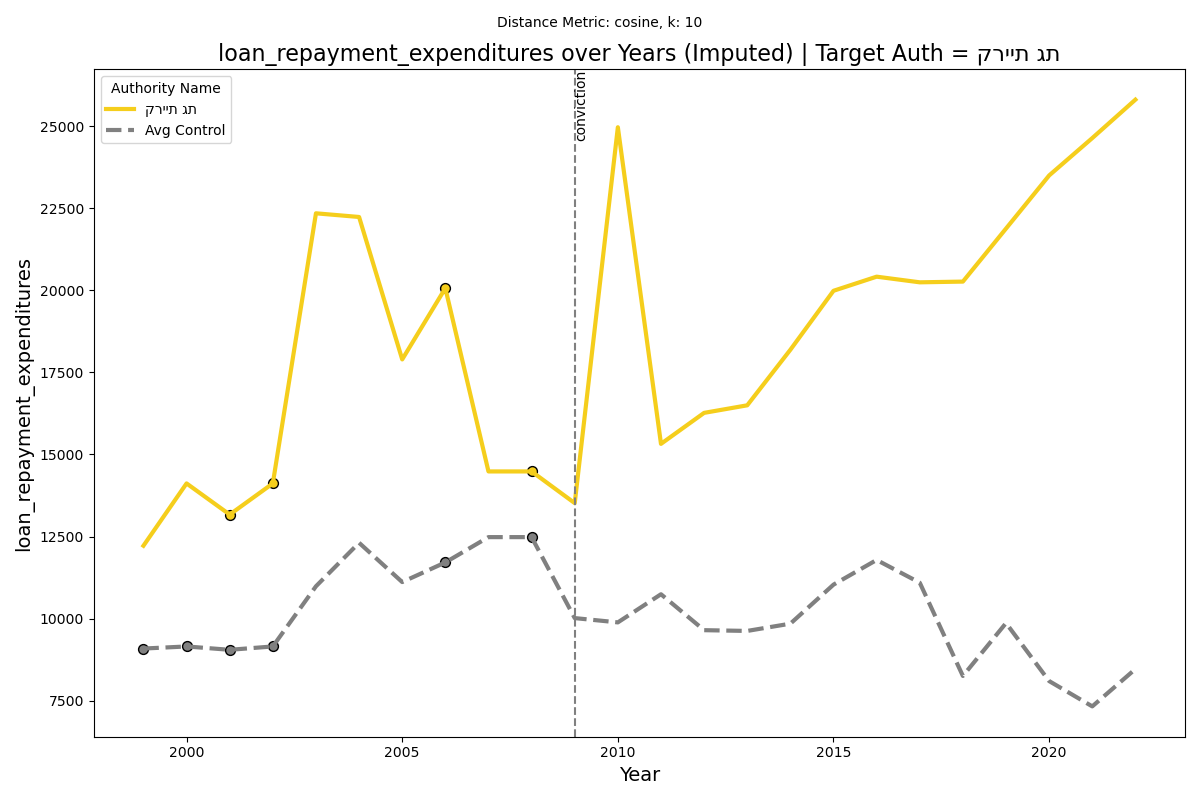 Distance Metric: cosine, k: 10
loan_repayment_expenditures over Years (Imputed) | Target Auth = קריית גת
Authority Name
קריית גת
Avg Control
conviction
loan_repayment_expenditures
25000
22500
20000
17500
15000
12500
10000
7500
2000 2005 2010 2015 2020
Year